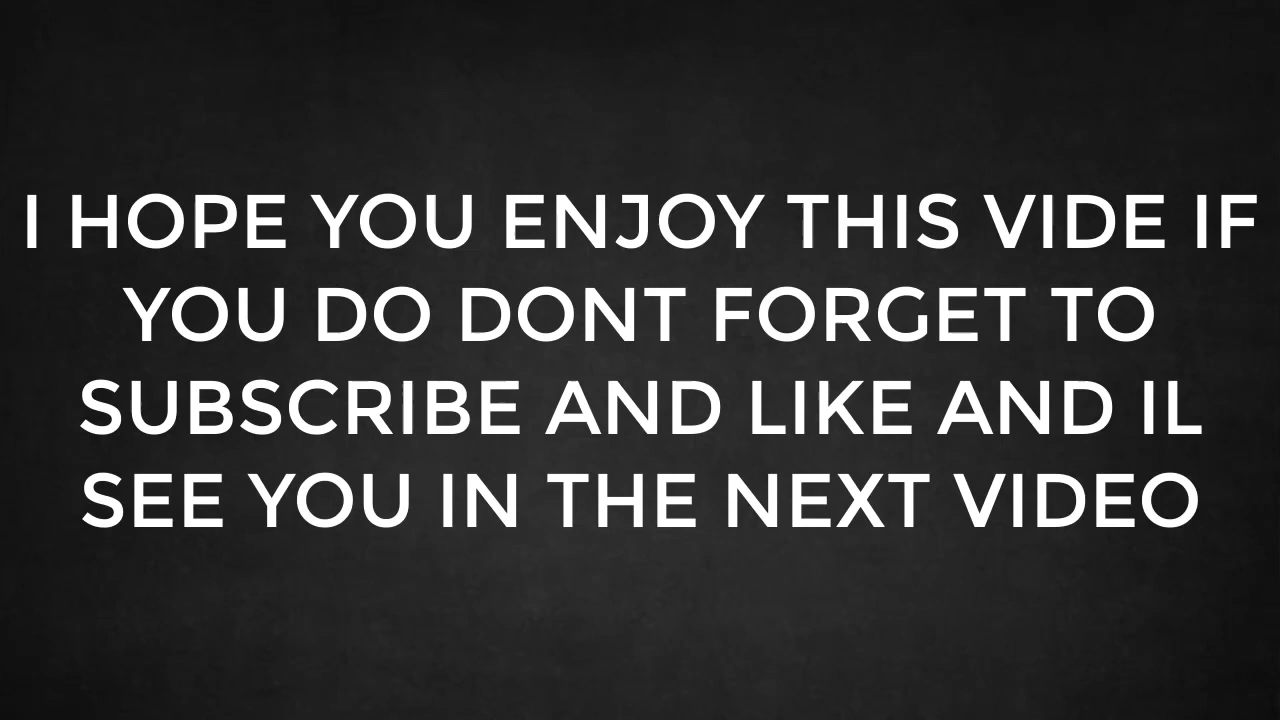 I HOPE YOU ENJOY THIS VIDE IF
YOU DO DONT FORGET TO
SUBSCRIBE AND LIKE AND IL
SEE YOU IN THE NEXT VIDEO